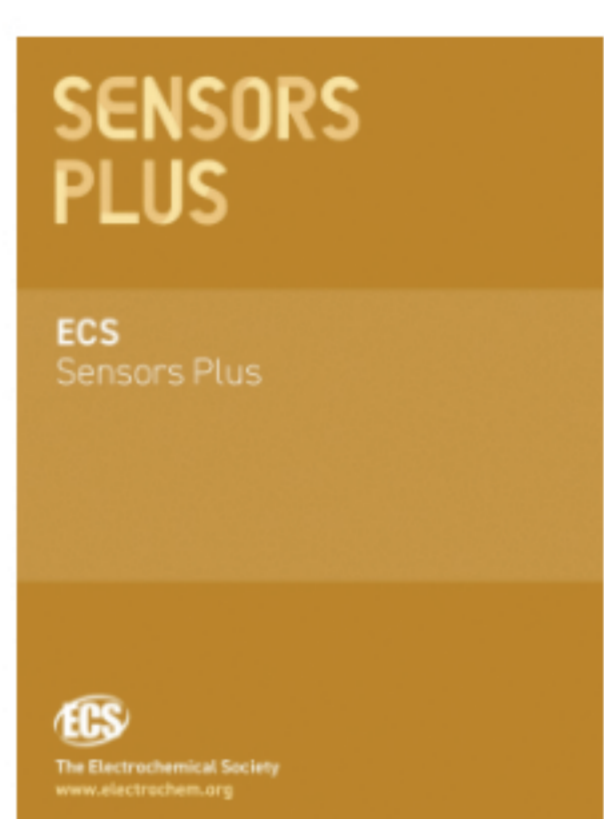 SENSORS
PLUS
ECS
Sensors Plus
ECS
The Electrochemical Society
www.electrochem.org